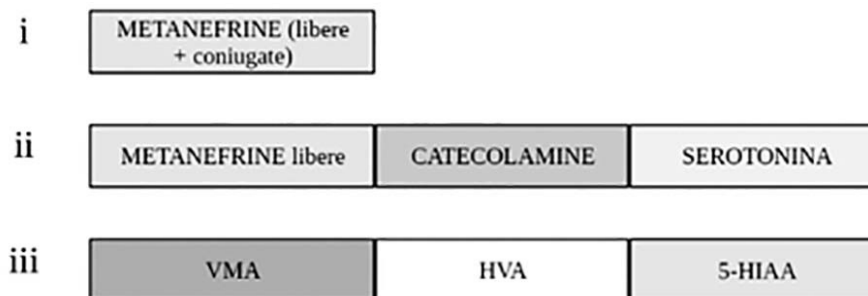 i
METANEFRINE (libere
+ coniugate)
ii
METANEFRINE libere CATECOLAMINE SEROTONINA
iii
VMA HVA 5-HIAA